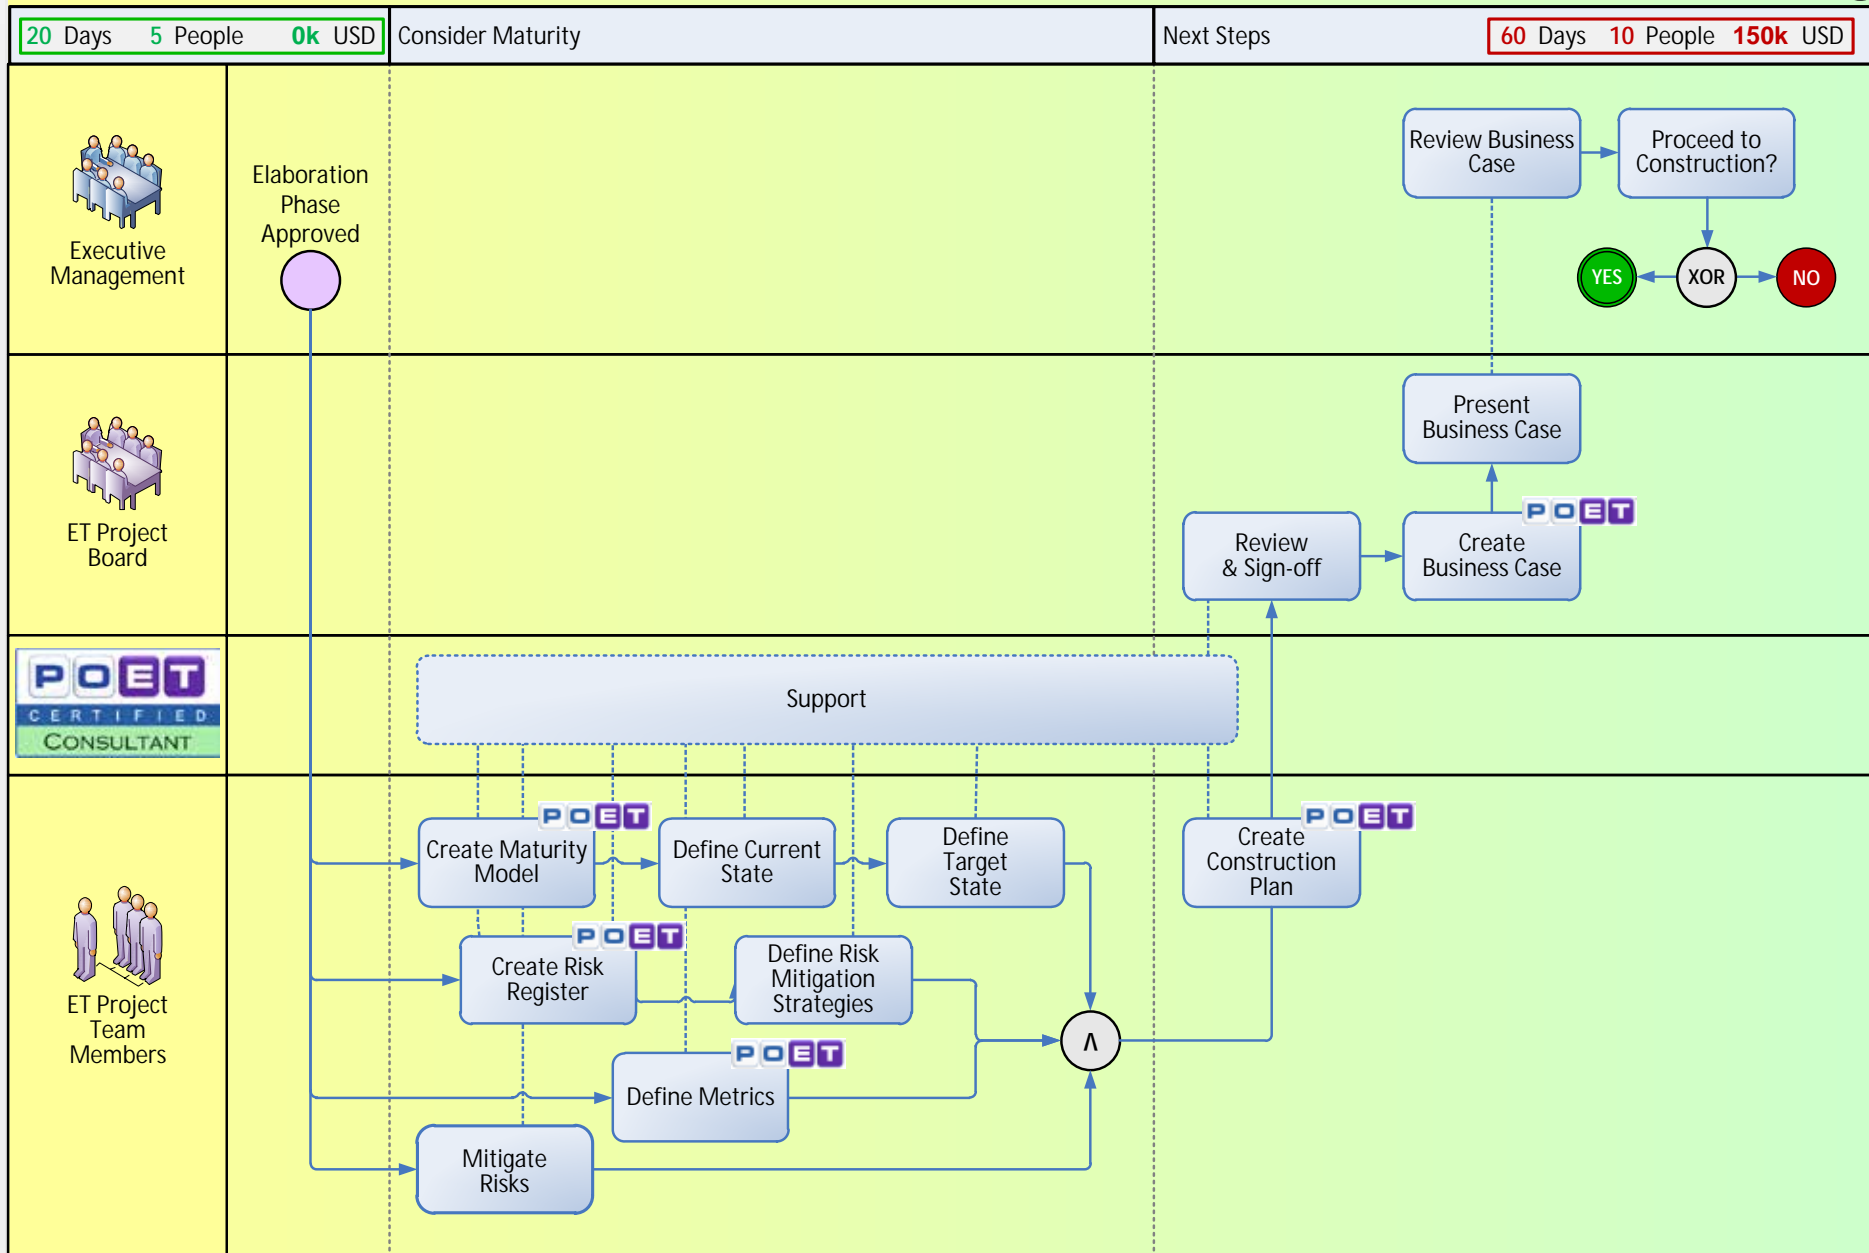 20 Days 5 People 0k USD
Consider Maturity
Next Steps
60 Days 10 People 150k USD
Executive
Management
Elaboration
Phase
Approved
Review Business
Case
Proceed to
Construction?
YES
XOR
NO
ET Project
Board
Present
Business Case
Review
& Sign-off
POET
Create
Business Case
POET
CERTIFIED
CONSULTANT
Support
ET Project
Team
Members
POET
Create Maturity
Model
Define Current
State
Define
Target
State
POET
Create
Construction
Plan
POET
Create Risk
Register
Define Risk
Mitigation
Strategies
Λ
POET
Define Metrics
Mitigate
Risks